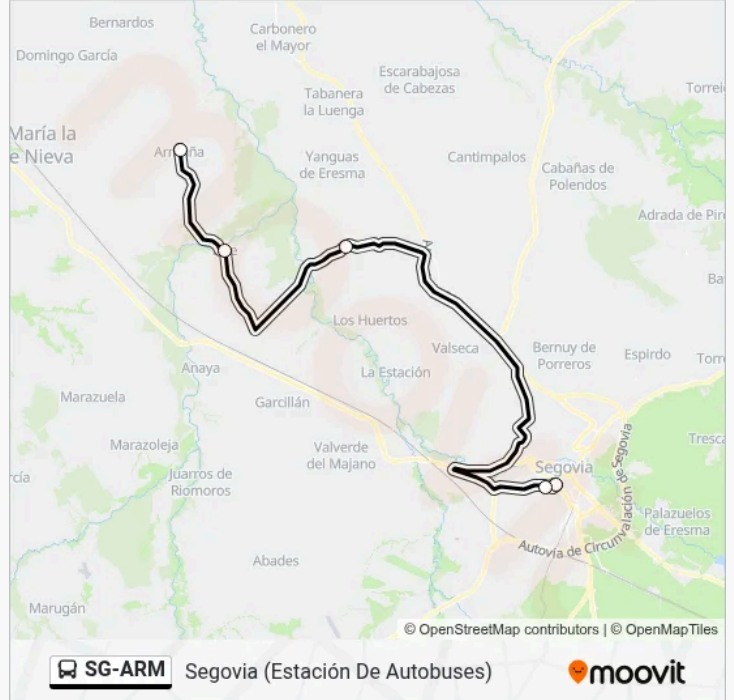 Bernardos
Carbonero
el Mayor
Domingo García
Escarabajosa
de Cabezas
Tabanera
la Luenga
Torrei
María la
e Nieva
Yanguas
de Eresma
Cantimpalos
Cabañas de
Polendos
Adrada de Piro
Ba
Los Huertos
Valseca
Bernuy de
Porreros
Espirdo
Torre
Anaya
La Estación
Marazuela
Garcillán
Marazoleja
Valverde
del Majano
Tresca
rcía
Juarros de
Riomoros
Segovia
Autovía de Circunvalación de Segovia
Palazuelos
de Eresma
Abades
Marugán
© OpenStreetMap contributors | © OpenMapTiles
SG-ARM Segovia (Estación De Autobuses) moovit